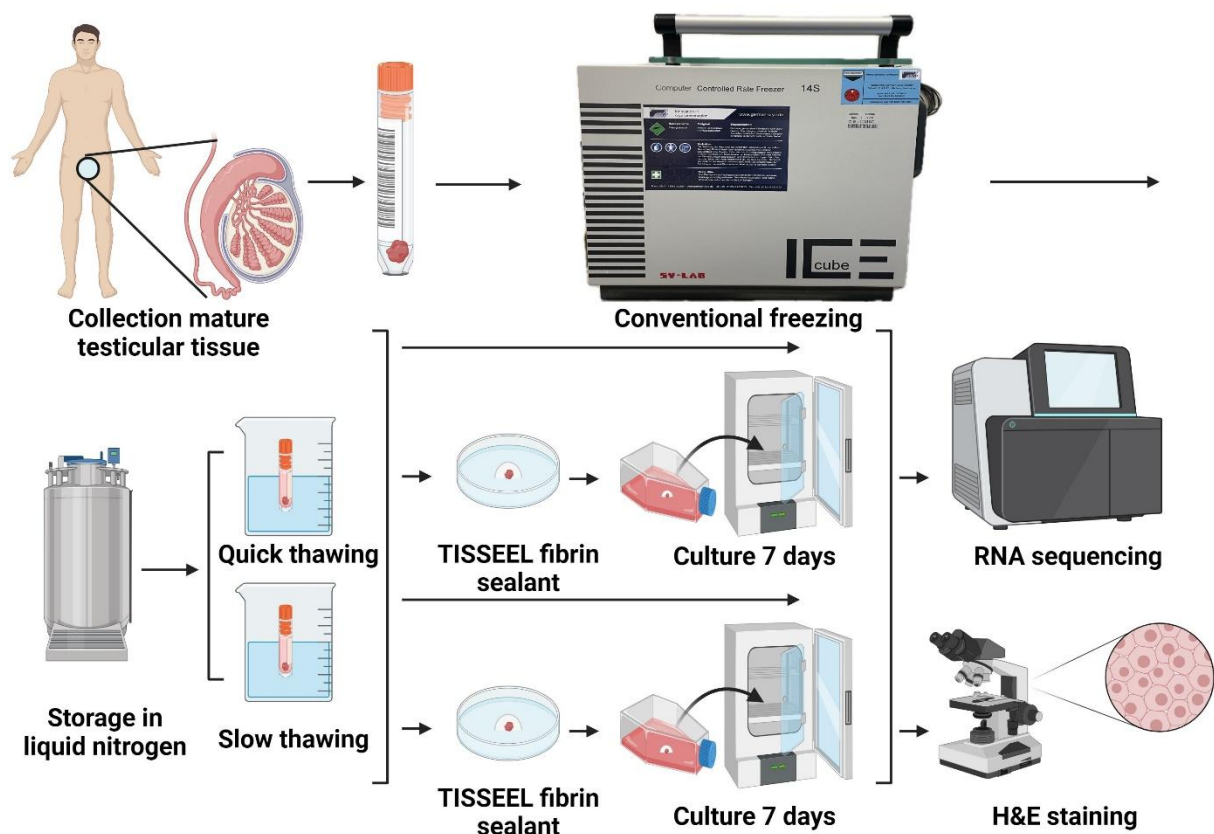 Computer Controlled Rate Freezer 14S
SY-LAB
ICE
cube
Collection mature
testicular tissue
Conventional freezing
Quick thawing
TISSEEL fibrin
sealant
Culture 7 days
RNA sequencing
Storage in
liquid nitrogen
Slow thawing
TISSEEL fibrin
sealant
Culture 7 days
H&E staining